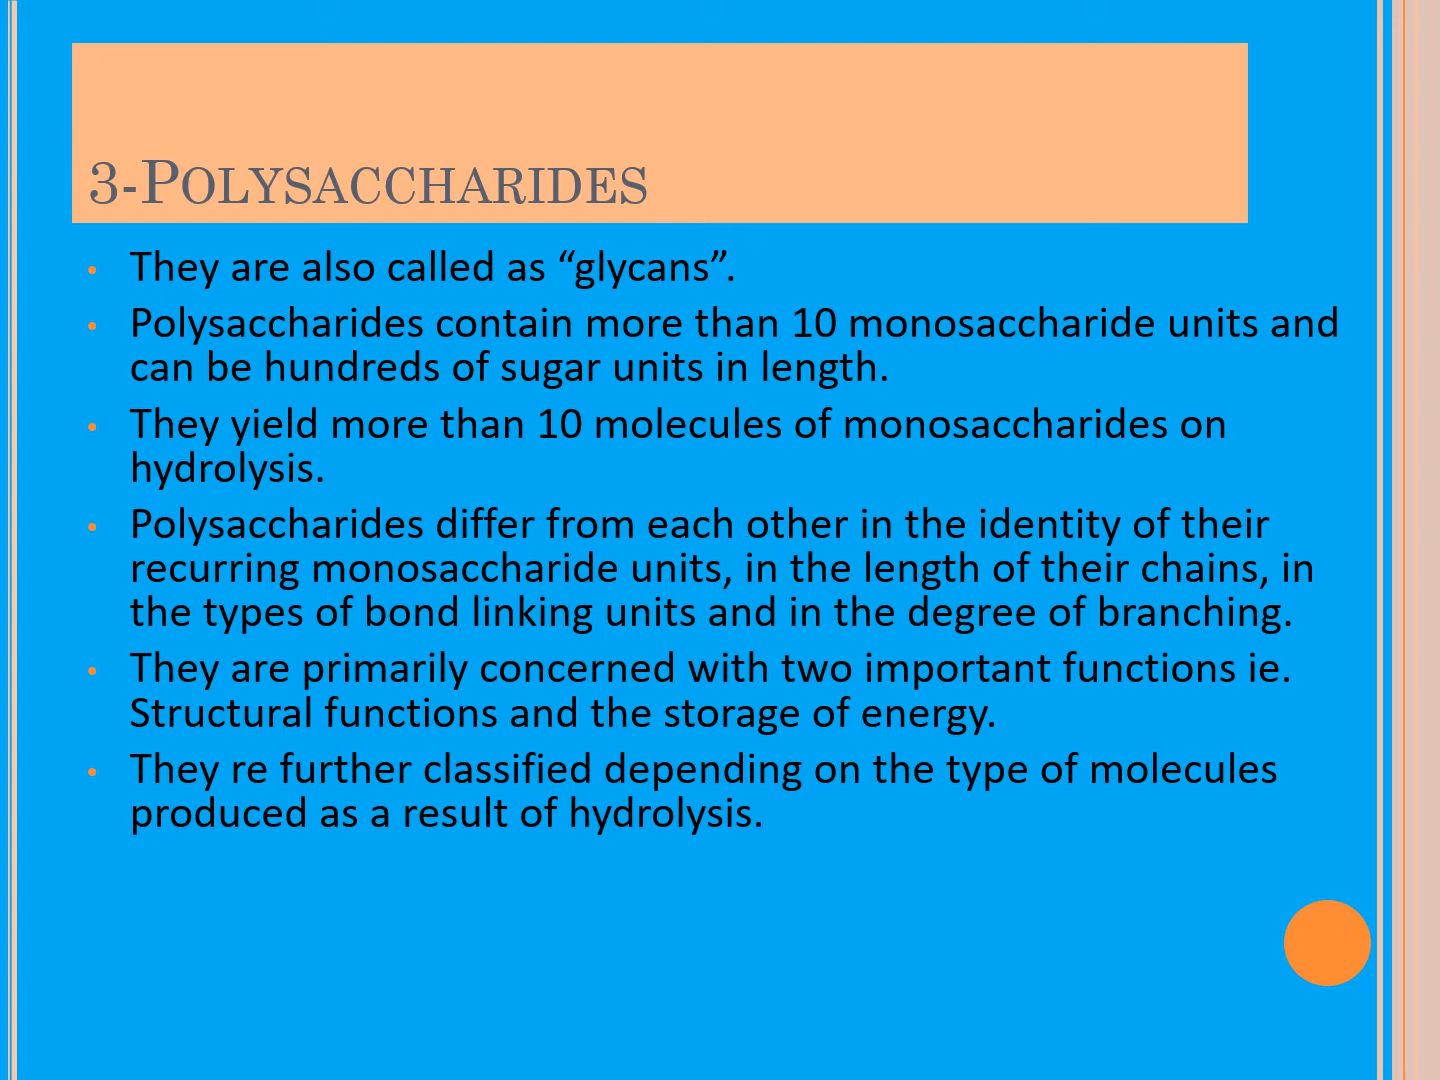 3-POLYSACCHARIDES
• They are also called as “glycans”.
• Polysaccharides contain more than 10 monosaccharide units and
can be hundreds of sugar units in length.
• They yield more than 10 molecules of monosaccharides on
hydrolysis.
• Polysaccharides differ from each other in the identity of their
recurring monosaccharide units, in the length of their chains, in
the types of bond linking units and in the degree of branching.
• They are primarily concerned with two important functions ie.
Structural functions and the storage of energy.
• They re further classified depending on the type of molecules
produced as a result of hydrolysis.